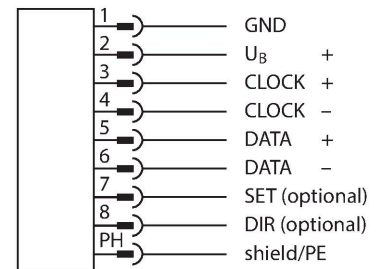 1 GND
2 U_B +
3 CLOCK +
4 CLOCK –
5 DATA +
6 DATA –
7 SET (optional)
8 DIR (optional)
PH shield/PE